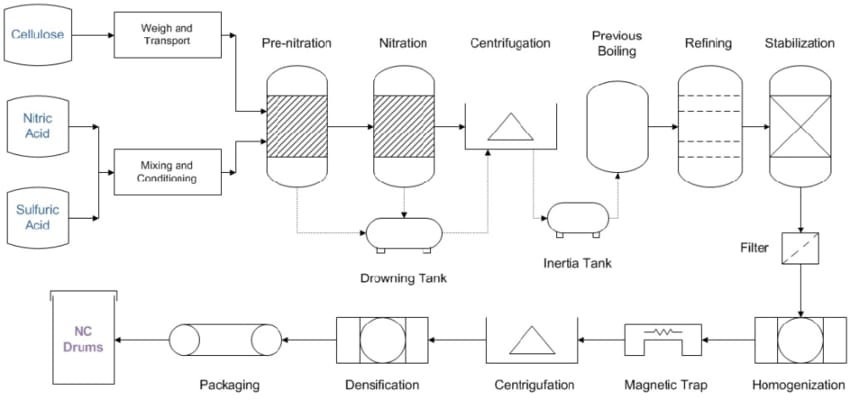 Cellulose
Weigh and
Transport
Pre-nitration
Nitration
Centrifugation
Previous
Boiling
Refining
Stabilization
Nitric
Acid
Mixing and
Conditioning
Sulfuric
Acid
Drowning Tank
Inertia Tank
Filter
NC
Drums
Packaging
Densification
Centrigufation
Magnetic Trap
Homogenization